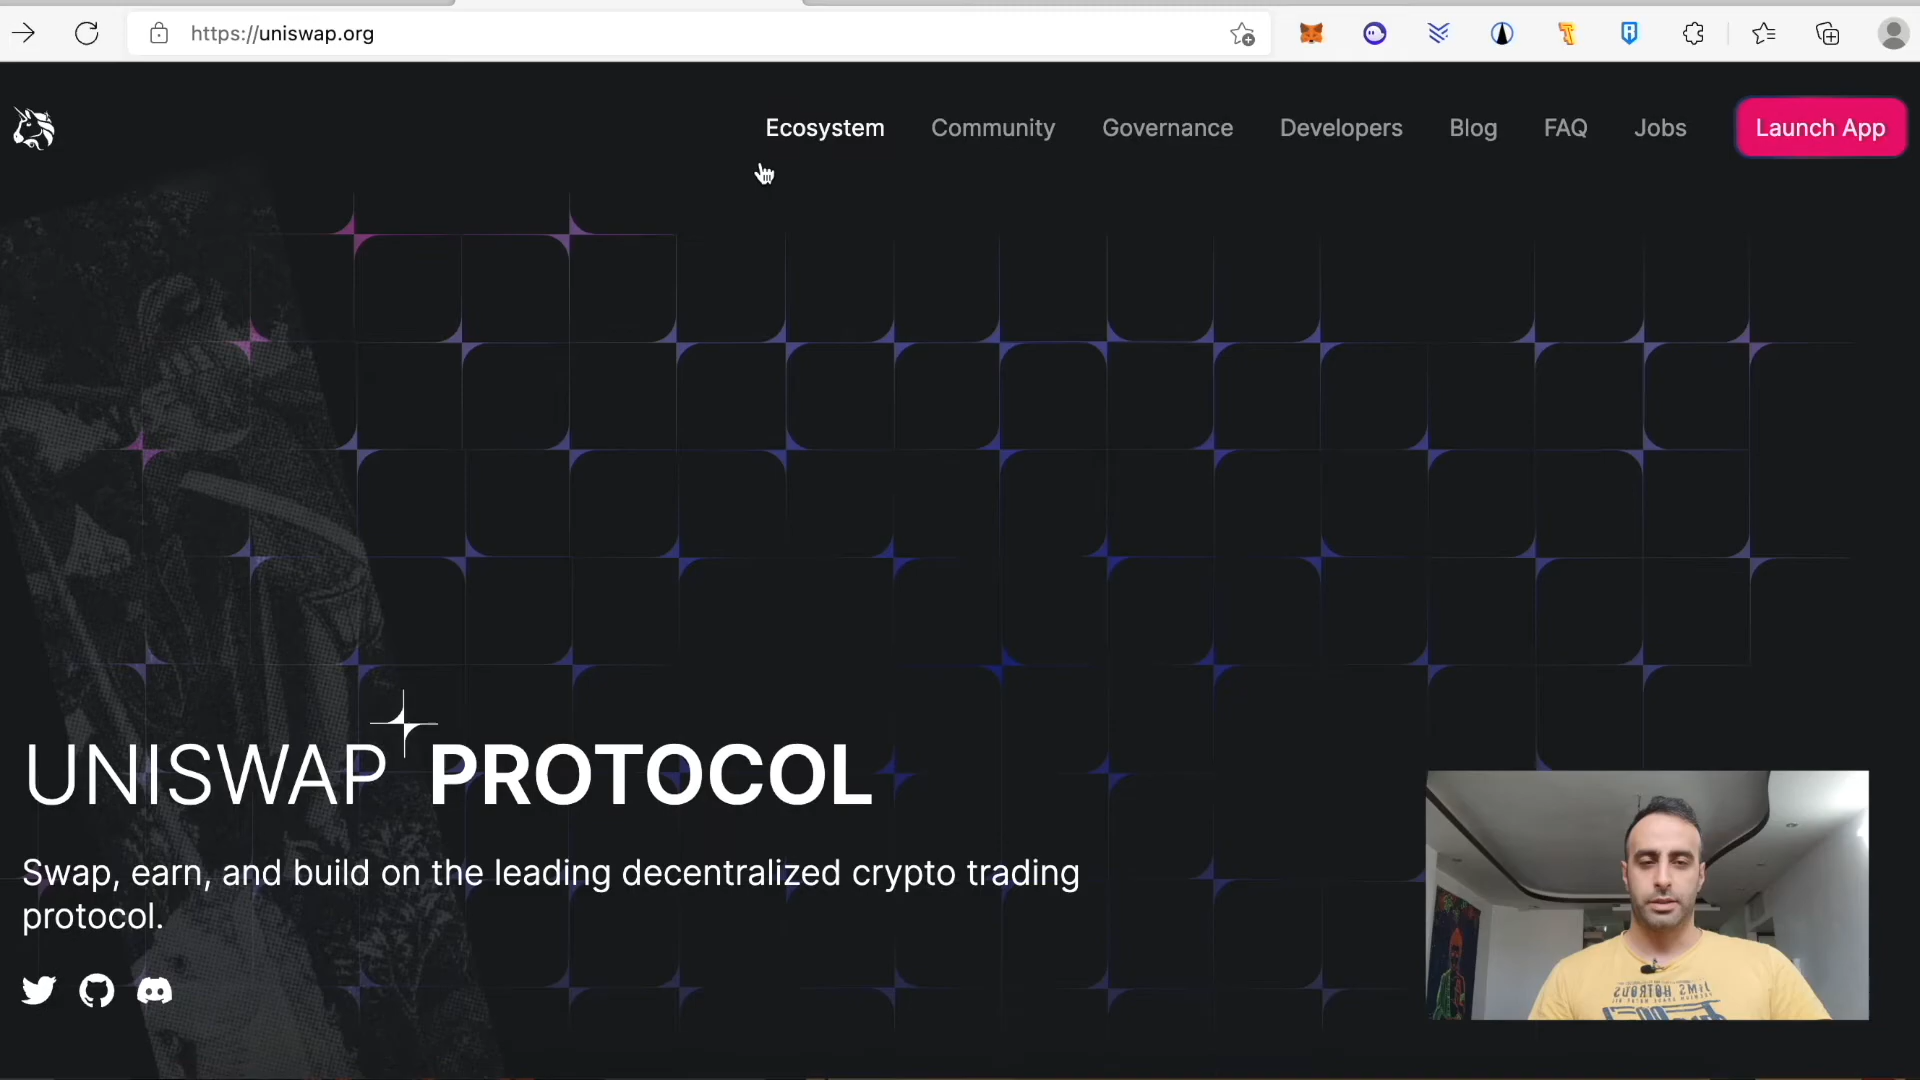 https://uniswap.org
Ecosystem Community Governance Developers Blog FAQ Jobs Launch App
UNISWAP PROTOCOL
Swap, earn, and build on the leading decentralized crypto trading
protocol.